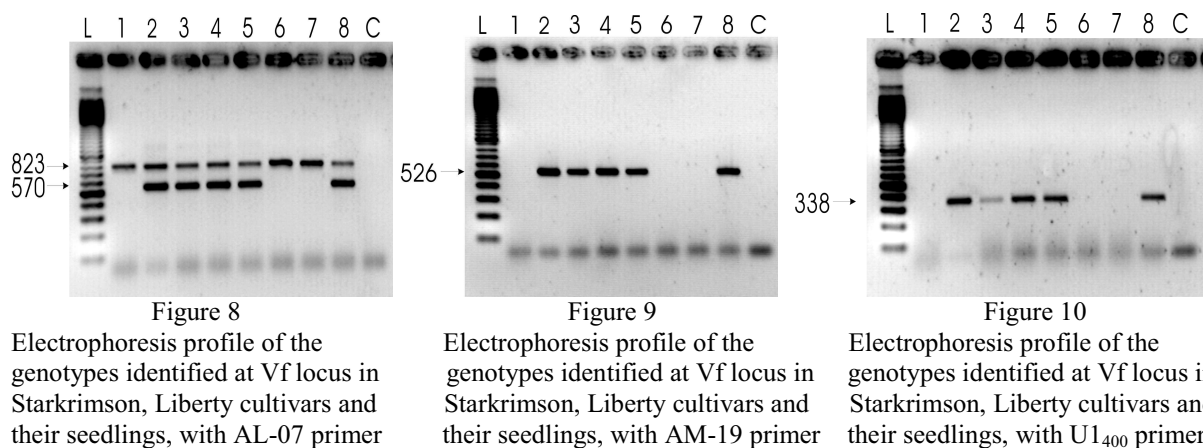 L 1 2 3 4 5 6 7 8 C
823
570
Figure 8
Electrophoresis profile of the
genotypes identified at Vf locus in
Starkrimson, Liberty cultivars and
their seedlings, with AL-07 primer
L 1 2 3 4 5 6 7 8 C
526
Figure 9
Electrophoresis profile of the
genotypes identified at Vf locus in
Starkrimson, Liberty cultivars and
their seedlings, with AM-19 primer
L 1 2 3 4 5 6 7 8 C
338
Figure 10
Electrophoresis profile of the
genotypes identified at Vf locus i
Starkrimson, Liberty cultivars an
their seedlings, with U1₄₀₀ primer